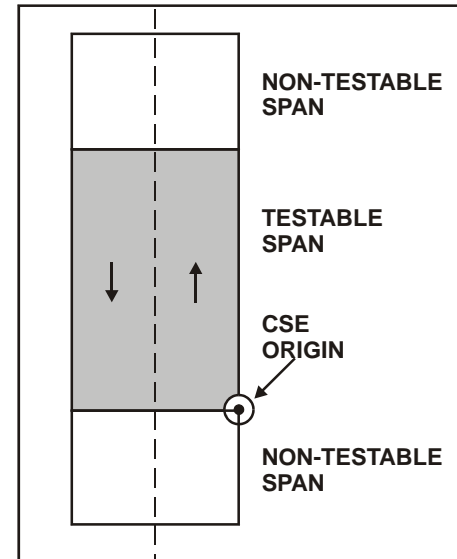 NON-TESTABLE
SPAN
TESTABLE
SPAN
CSE
ORIGIN
NON-TESTABLE
SPAN